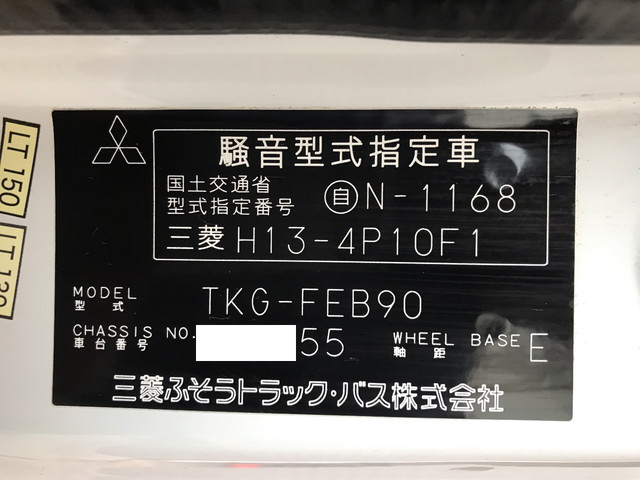 騒音型式指定車
国土交通省
型式指定番号 自 N-1168
三菱 H13-4P10F1
MODEL
型式
TKG-FEB90
CHASSIS NO.
車台番号
55
WHEEL BASE
軸距
E
三菱ふそうトラック・バス株式会社
LT 150
LT 120